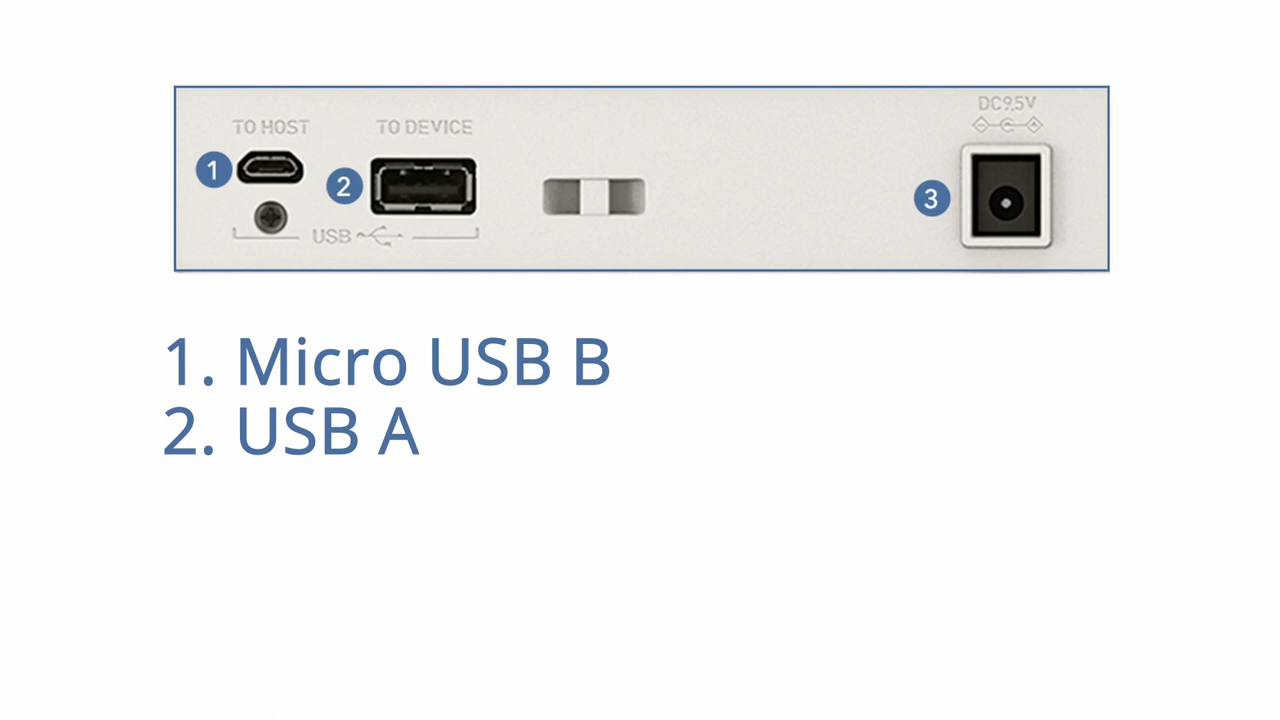 DC9.5V
TO HOST
TO DEVICE
1
2
3
USB
1. Micro USB B
2. USB A